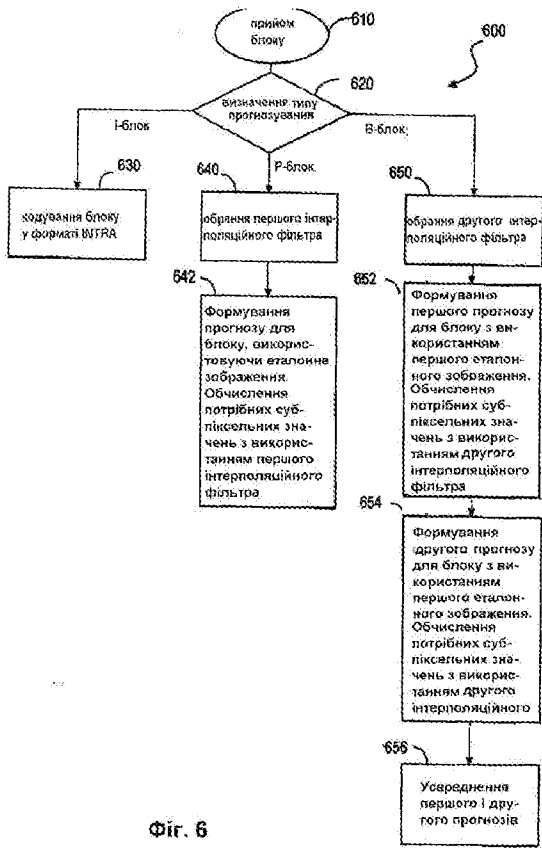 610
прийом
блоку
600
620
визначення типу
прогнозування
І-блок
Р-блок
В-блок
630
кодування блоку
у форматі INTRA
640
обрання першого інтер-
поляційного фільтра
650
обрання другого інтер-
поляційного фільтра
642
Формування
прогнозу для
блоку, викорис-
товуючи еталонне
зображення.
Обчислення
потрібних суб-
піксельних зна-
чень з викорис-
танням першого
інтерполяційного
фільтра
652
Формування
першого прогнозу
для блоку з ви-
користанням
першого еталон-
ного зображення.
Обчислення
потрібних суб-
піксельних зна-
чень з викорис-
танням другого
інтерполяційного
фільтра
654
Формування
другого прогнозу
для блоку з ви-
користанням
першого еталон-
ного зображення.
Обчислення
потрібних суб-
піксельних зна-
чень з викорис-
танням другого
інтерполяційного
656
Усереднення
першого і дру-
гого прогнозів
Фіг. 6